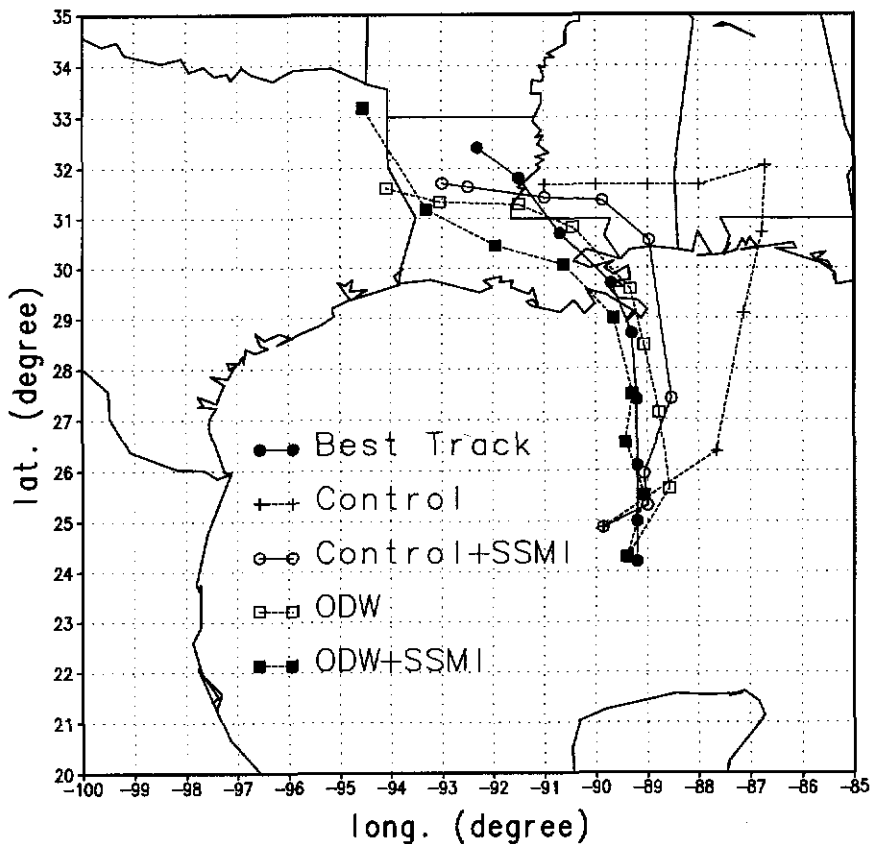 35
34
33
32
31
30
29
28
27
26
25
24
23
22
21
20
lat. (degree)
Best Track
Control
Control+SSMI
ODW
ODW+SSMI
-100 -99 -98 -97 -96 -95 -94 -93 -92 -91 -90 -89 -88 -87 -86 -85
long. (degree)